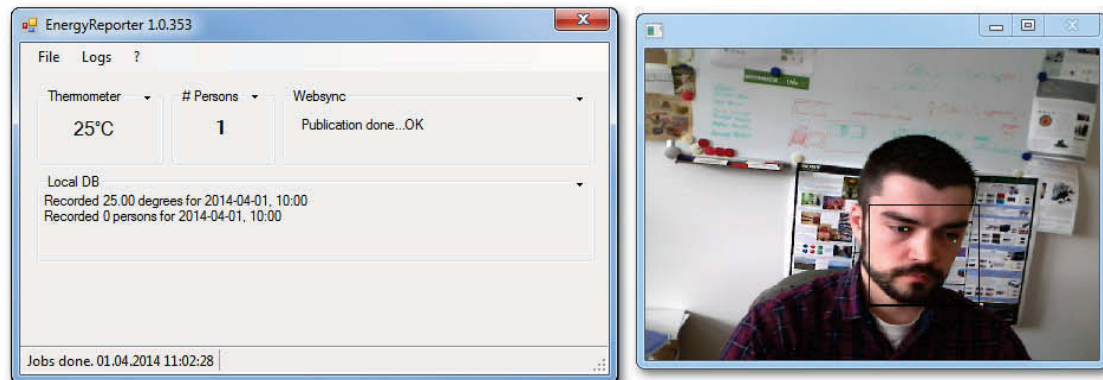 EnergyReporter 1.0.353
File Logs ?
Thermometer
# Persons
Websync
25°C
1
Publication done...OK
Local DB
Recorded 25.00 degrees for 2014-04-01, 10:00
Recorded 0 persons for 2014-04-01, 10:00
Jobs done. 01.04.2014 11:02:28